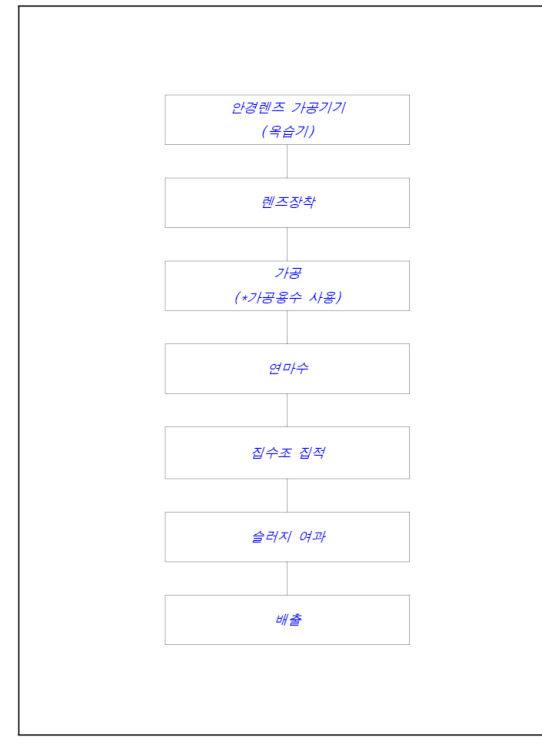 안경렌즈 가공기기
(옥습기)
렌즈장착
가공
(*가공용수 사용)
연마수
집수조 집적
슬러지 여과
배출